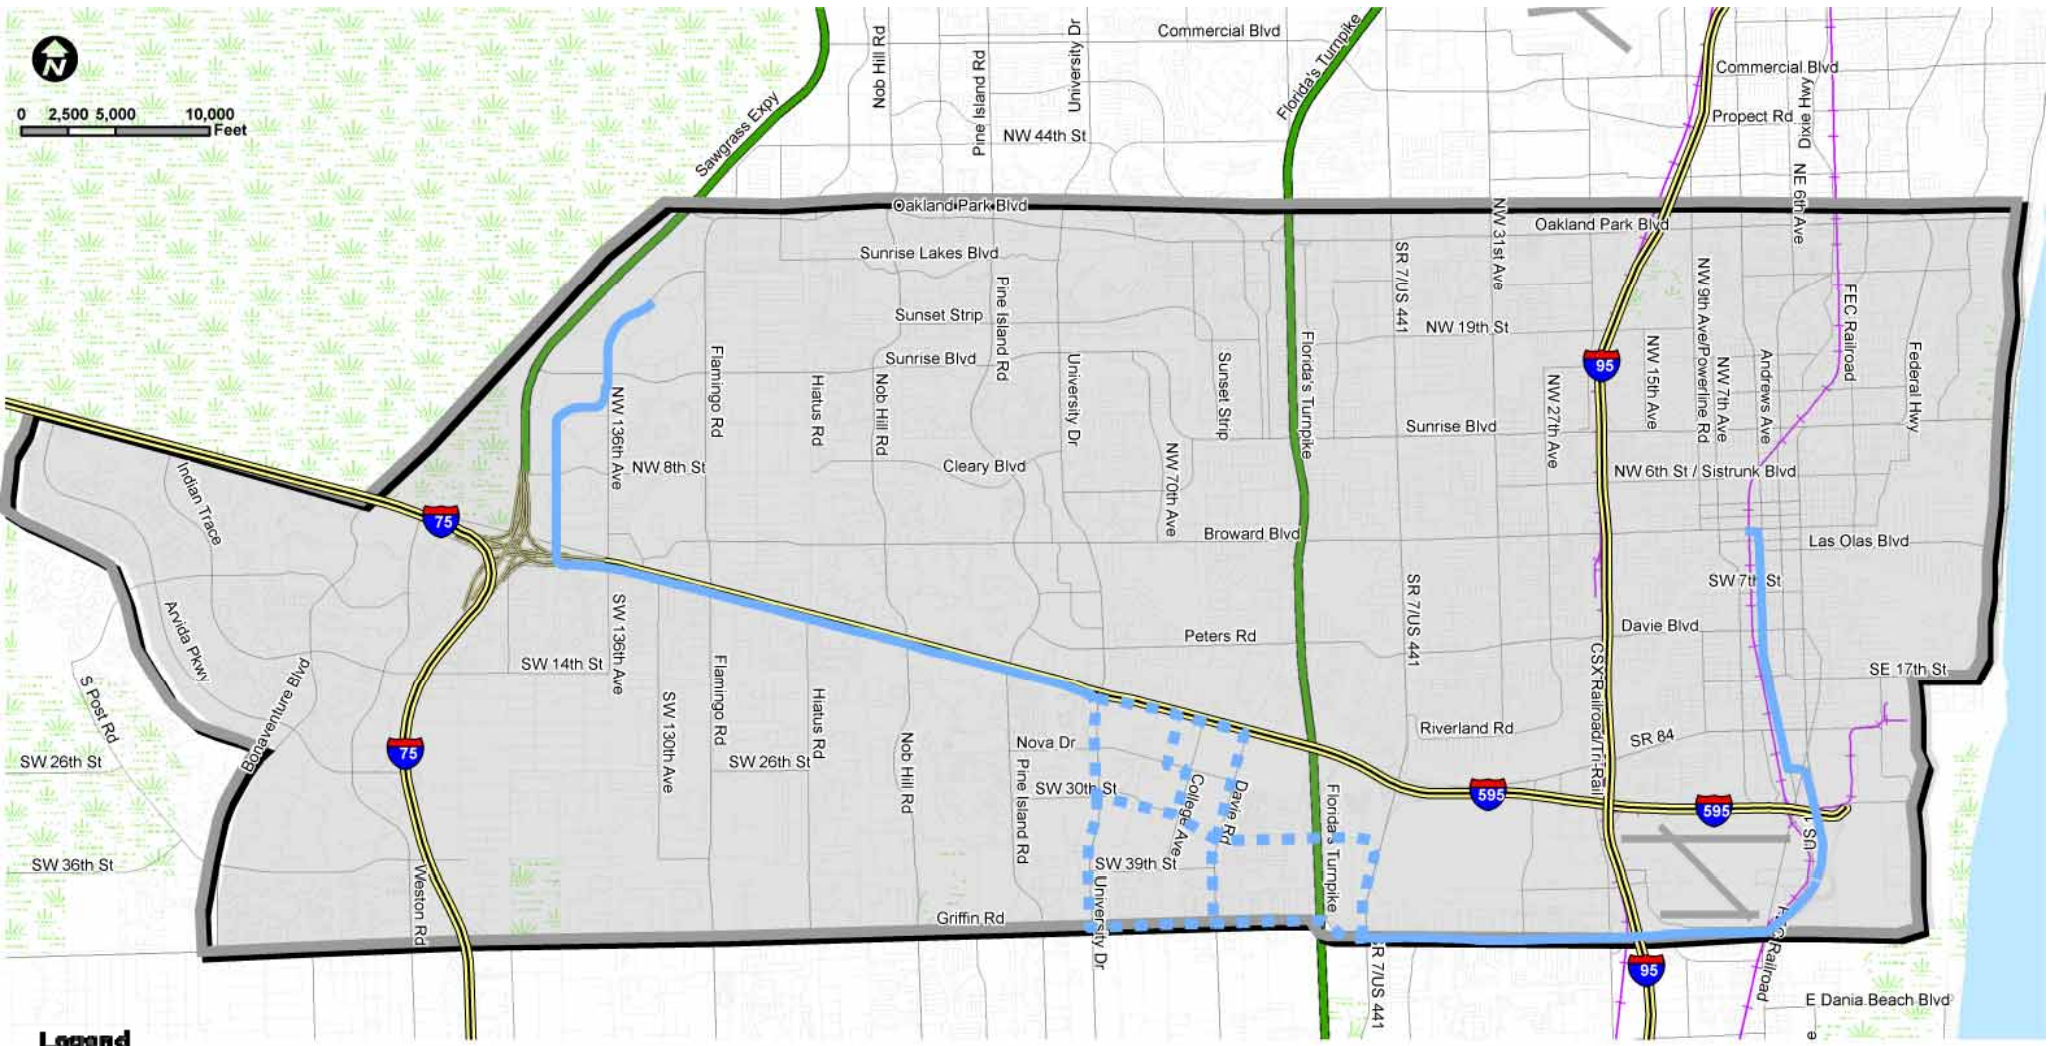 N
0 2,500 5,000 10,000
Feet
Sawgrass Expy
Nob Hill Rd
Pine Island Rd
University Dr
Commercial Blvd
NW 44th St
Florida's Turnpike
Commercial Blvd
Propect Rd
Dixie Hwy
NE 6th Ave
Oakland Park Blvd
Oakland Park Blvd
NW 31st Ave
Sunrise Lakes Blvd
SR 7/US 441
Sunset Strip
Pine Island Rd
Sunrise Blvd
NW 19th St
NW 9th Ave/Powerline Rd
FEC Railroad
95
Flamingo Rd
Hiatus Rd
Nob Hill Rd
University Dr
Sunset Strip
Florida's Turnpike
NW 15th Ave
NW 7th Ave
Andrews Ave
Federal Hwy
NW 27th Ave
NW 136th Ave
Sunrise Blvd
NW 8th St
Cleary Blvd
NW 70th Ave
NW 6th St / Sistrunk Blvd
Indian Trace
75
Broward Blvd
Las Olas Blvd
SW 7th St
SR 7/US 441
Arvida Pkwy
SW 136th Ave
Peters Rd
Davie Blvd
SW 14th St
SE 17th St
CSX Railroad/Tri-Rail
S Post Rd
Bonaventure Blvd
SW 130th Ave
Flamingo Rd
Hiatus Rd
Nob Hill Rd
75
Nova Dr
Riverland Rd
SR 84
SW 26th St
SW 26th St
Pine Island Rd
SW 30th St
College Ave
Davie Rd
Florida's Turnpike
595
595
US 1
SW 36th St
SW 39th St
Weston Rd
Griffin Rd
S University Dr
SR 7/US 441
95
FEC Railroad
E Dania Beach Blvd
e
Legend